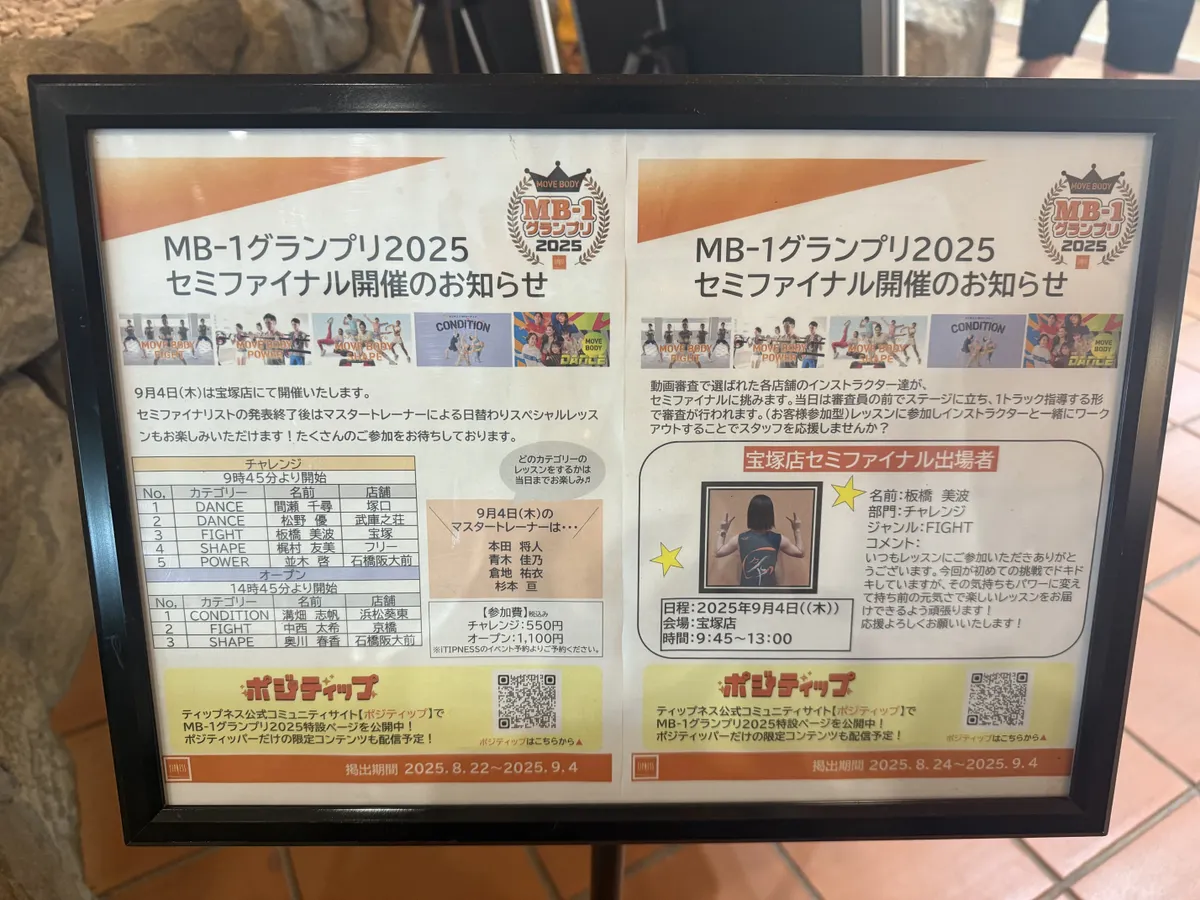 MOVE BODY
MB-1
グランプリ
2025
MB-1グランプリ2025
セミファイナル開催のお知らせ
MOVE BODY
FIGHT
MOVE BODY
POWER
MOVE BODY
SHAPE
CONDITION
MOVE
BODY
DANCE
9月4日(木)は宝塚店にて開催いたします。
セミファイナリストの発表終了後はマスタートレーナーによる日替わりスペシャルレッス
ンもお楽しみいただけます！たくさんのご参加をお待ちしております。
チャレンジ
9時45分より開始
No, カテゴリー 名前 店舗
1 DANCE 間瀬 千尋 塚口
2 DANCE 松野 優 武庫之荘
3 FIGHT 板橋 美波 宝塚
4 SHAPE 梶村 友美 フリー
5 POWER 並木 啓 石橋阪大前
オープン
14時45分より開始
No, カテゴリー 名前 店舗
1 CONDITION 溝畑 志帆 浜松葵東
2 FIGHT 中西 太希 京橋
3 SHAPE 奥川 春香 石橋阪大前
どのカテゴリーの
レッスンをするかは
当日までお楽しみ♬
9月4日(木)の
マスタートレーナーは･･･
本田 将人
青木 佳乃
倉地 祐衣
杉本 亘
【参加費】税込み
チャレンジ：550円
オープン：1,100円
※iTIPNESSのイベント予約よりご予約ください。
ポジティップ
ティップネス公式コミュニティサイト【ポジティップ】で
MB-1グランプリ2025特設ページを公開中！
ポジティッパーだけの限定コンテンツも配信予定！
ポジティップはこちらから▲
掲出期間 2025.8.22～2025.9.4
MOVE BODY
MB-1
グランプリ
2025
MB-1グランプリ2025
セミファイナル開催のお知らせ
MOVE BODY
FIGHT
MOVE BODY
POWER
MOVE BODY
SHAPE
CONDITION
MOVE
BODY
DANCE
動画審査で選ばれた各店舗のインストラクター達が、
セミファイナルに挑みます。当日は審査員の前でステージに立ち、1トラック指導する形
で審査が行われます。(お客様参加型)レッスンに参加しインストラクターと一緒にワーク
アウトすることでスタッフを応援しませんか？
宝塚店セミファイナル出場者
名前：板橋 美波
部門：チャレンジ
ジャンル：FIGHT
コメント：
いつもレッスンにご参加いただきありがと
うございます。今回が初めての挑戦でドキド
キしていますが、その気持ちもパワーに変え
て持ち前の元気さで楽しいレッスンをお届
けできるよう頑張ります！
応援よろしくお願いいたします！
日程：2025年9月4日((木))
会場：宝塚店
時間：9:45～13:00
ポジティップ
ティップネス公式コミュニティサイト【ポジティップ】で
MB-1グランプリ2025特設ページを公開中！
ポジティッパーだけの限定コンテンツも配信予定！
ポジティップはこちらから▲
掲出期間 2025.8.24～2025.9.4